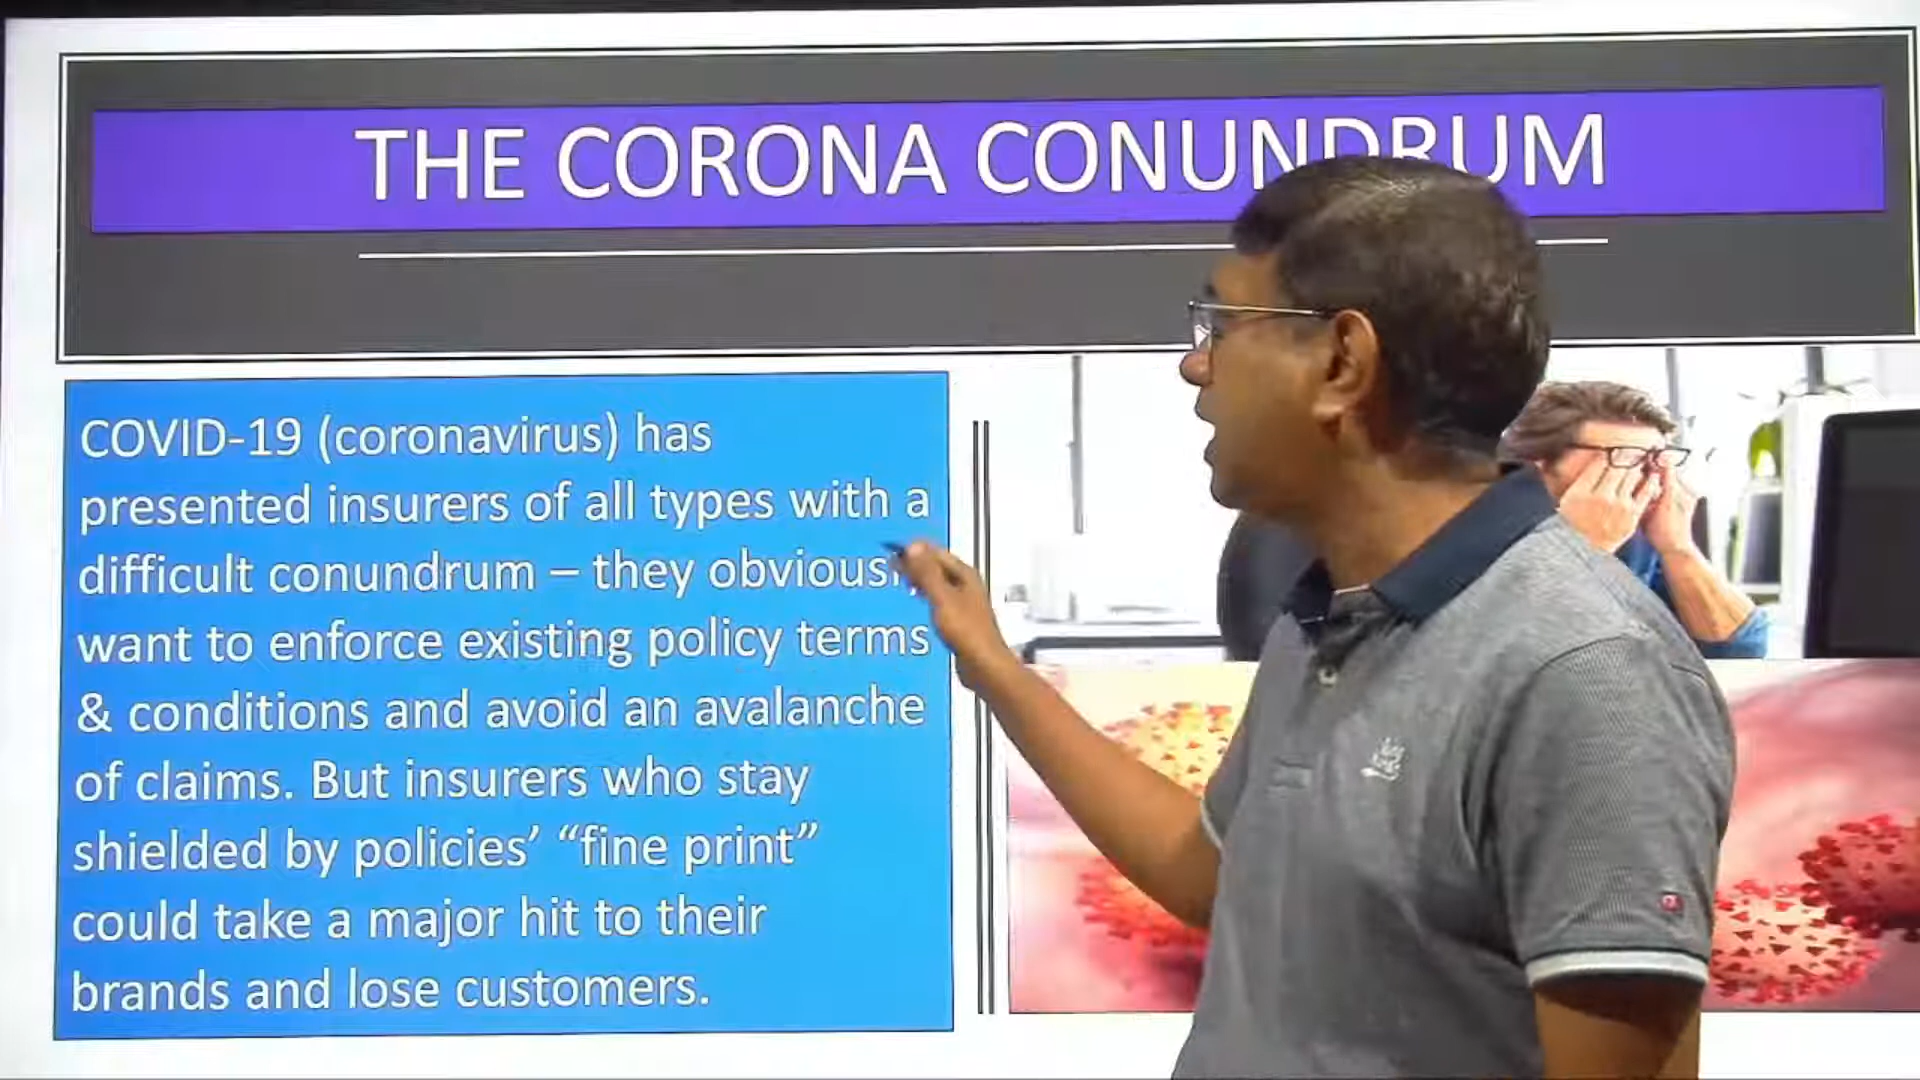 THE CORONA CONUNDRUM
COVID-19 (coronavirus) has
presented insurers of all types with a
difficult conundrum – they
want to enforce existing policy terms
& conditions and avoid an avalanche
of claims. But insurers who stay
shielded by policies’ “fine print”
could take a major hit to their
brands and lose customers.